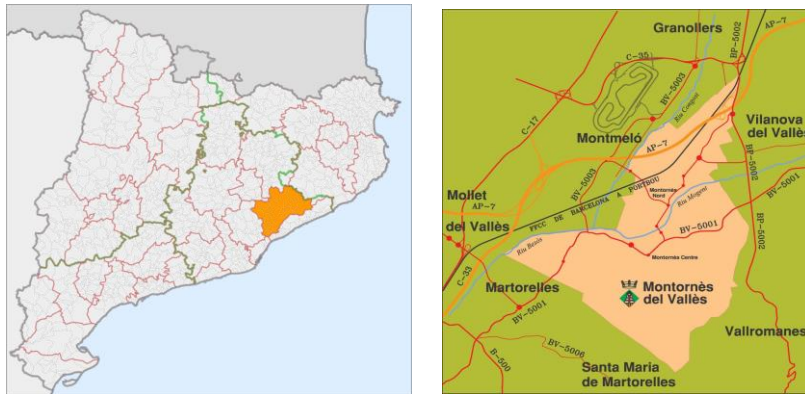 Granollers
BP-5002
AP-7
C-35
BV-5003
Riu Congost
C-17
Montmeló
Vilanova
del Vallès
AP-7
BV-5003
BP-5002
BV-5001
Mollet
del Vallès
AP-7
FFCC DE BARCELONA A PORTBOU
Montornès
Nord
Riu Mogent
Riu Besòs
BV-5001
BP-5002
Montornès Centre
C-33
Martorelles
BV-5001
Montornès
del Vallès
Vallromanes
B-500
BV-5006
Santa Maria
de Martorelles